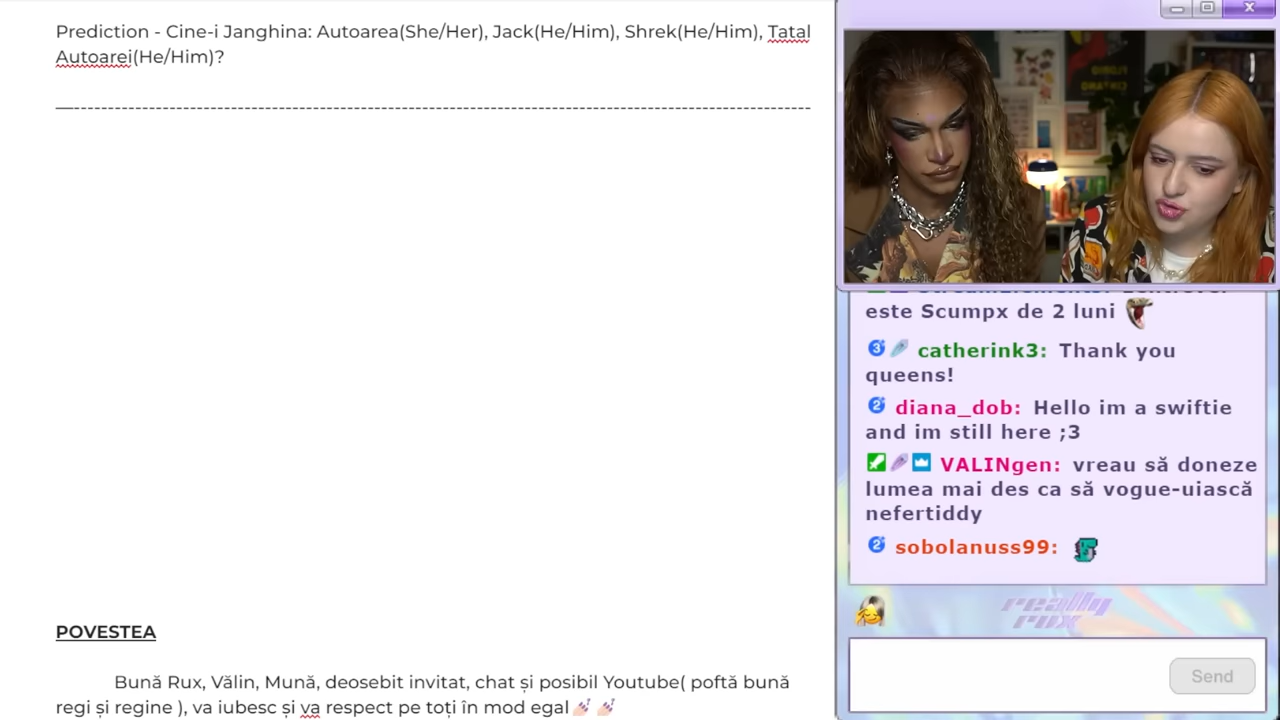 Prediction - Cine-i Janghina: Autoarea(She/Her), Jack(He/Him), Shrek(He/Him), Tatal
Autoarei(He/Him)?
POVESTEA
Bună Rux, Vălin, Mună, deosebit invitat, chat și posibil Youtube( poftă bună
regi și regine ), va iubesc și va respect pe toți în mod egal💅🏻 💅🏻
este Scumpx de 2 luni
catherink3: Thank you
queens!
diana_dob: Hello im a swiftie
and im still here ;3
VALINgen: vreau să doneze
lumea mai des ca să vogue-uiască
nefertiddy
sobolanuss99:
really
rux
Send